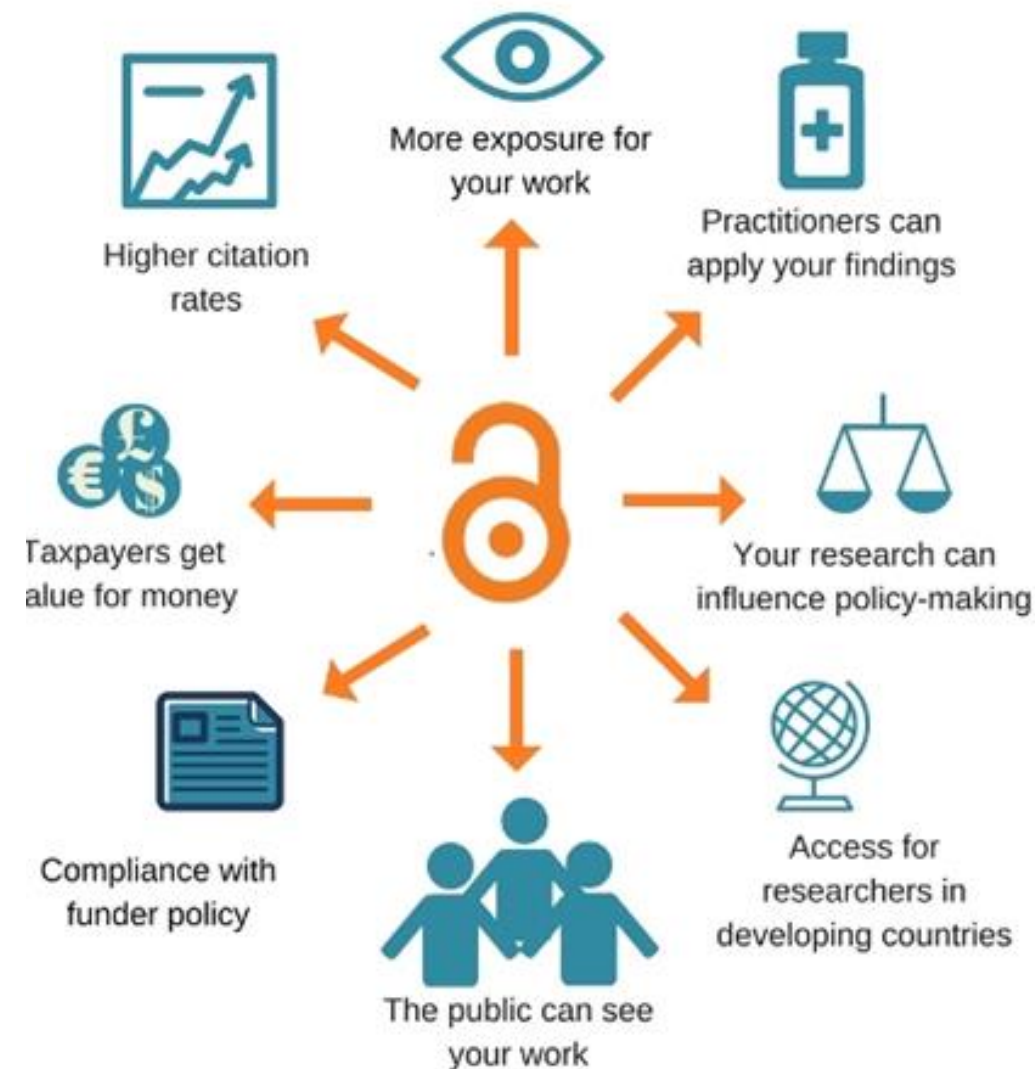 More exposure for
your work
Practitioners can
apply your findings
Higher citation
rates
£
€
$
Taxpayers get
alue for money
Your research can
influence policy-making
Compliance with
funder policy
Access for
researchers in
developing countries
The public can see
your work